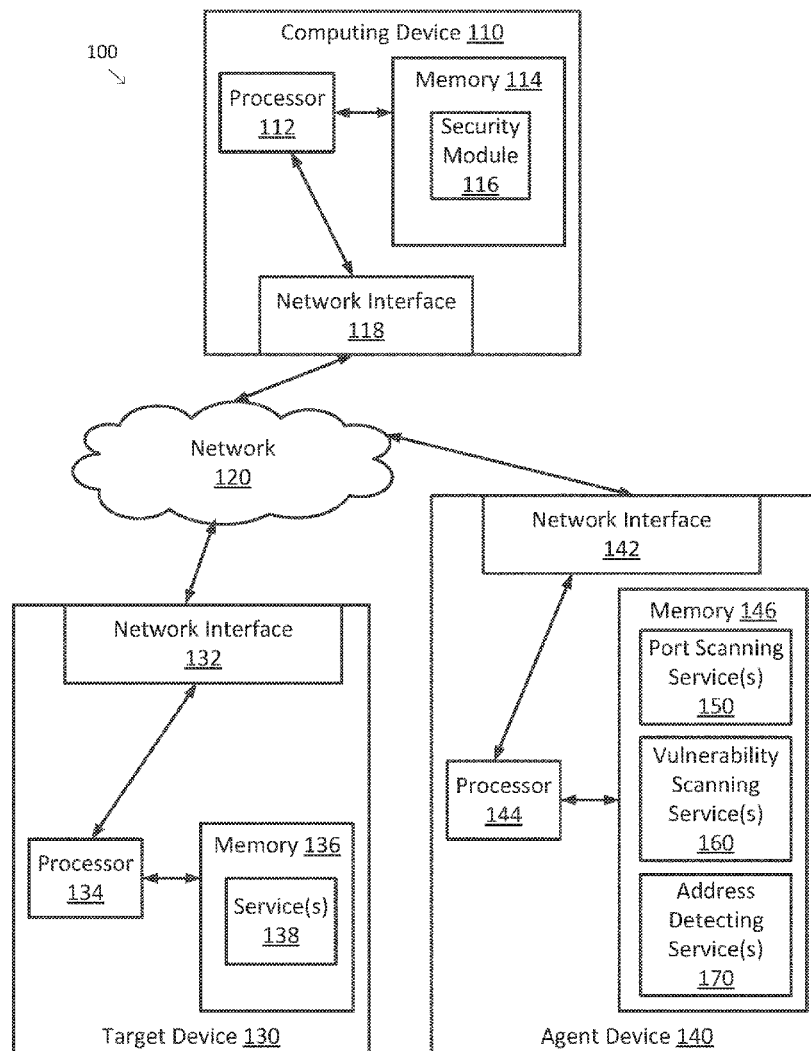 Computing Device 110
100
Processor
112
Memory 114
Security
Module
116
Network Interface
118
Network
120
Network Interface
142
Network Interface
132
Memory 146
Port Scanning
Service(s)
150
Vulnerability
Scanning
Service(s)
160
Address
Detecting
Service(s)
170
Processor
144
Processor
134
Memory 136
Service(s)
138
Target Device 130
Agent Device 140